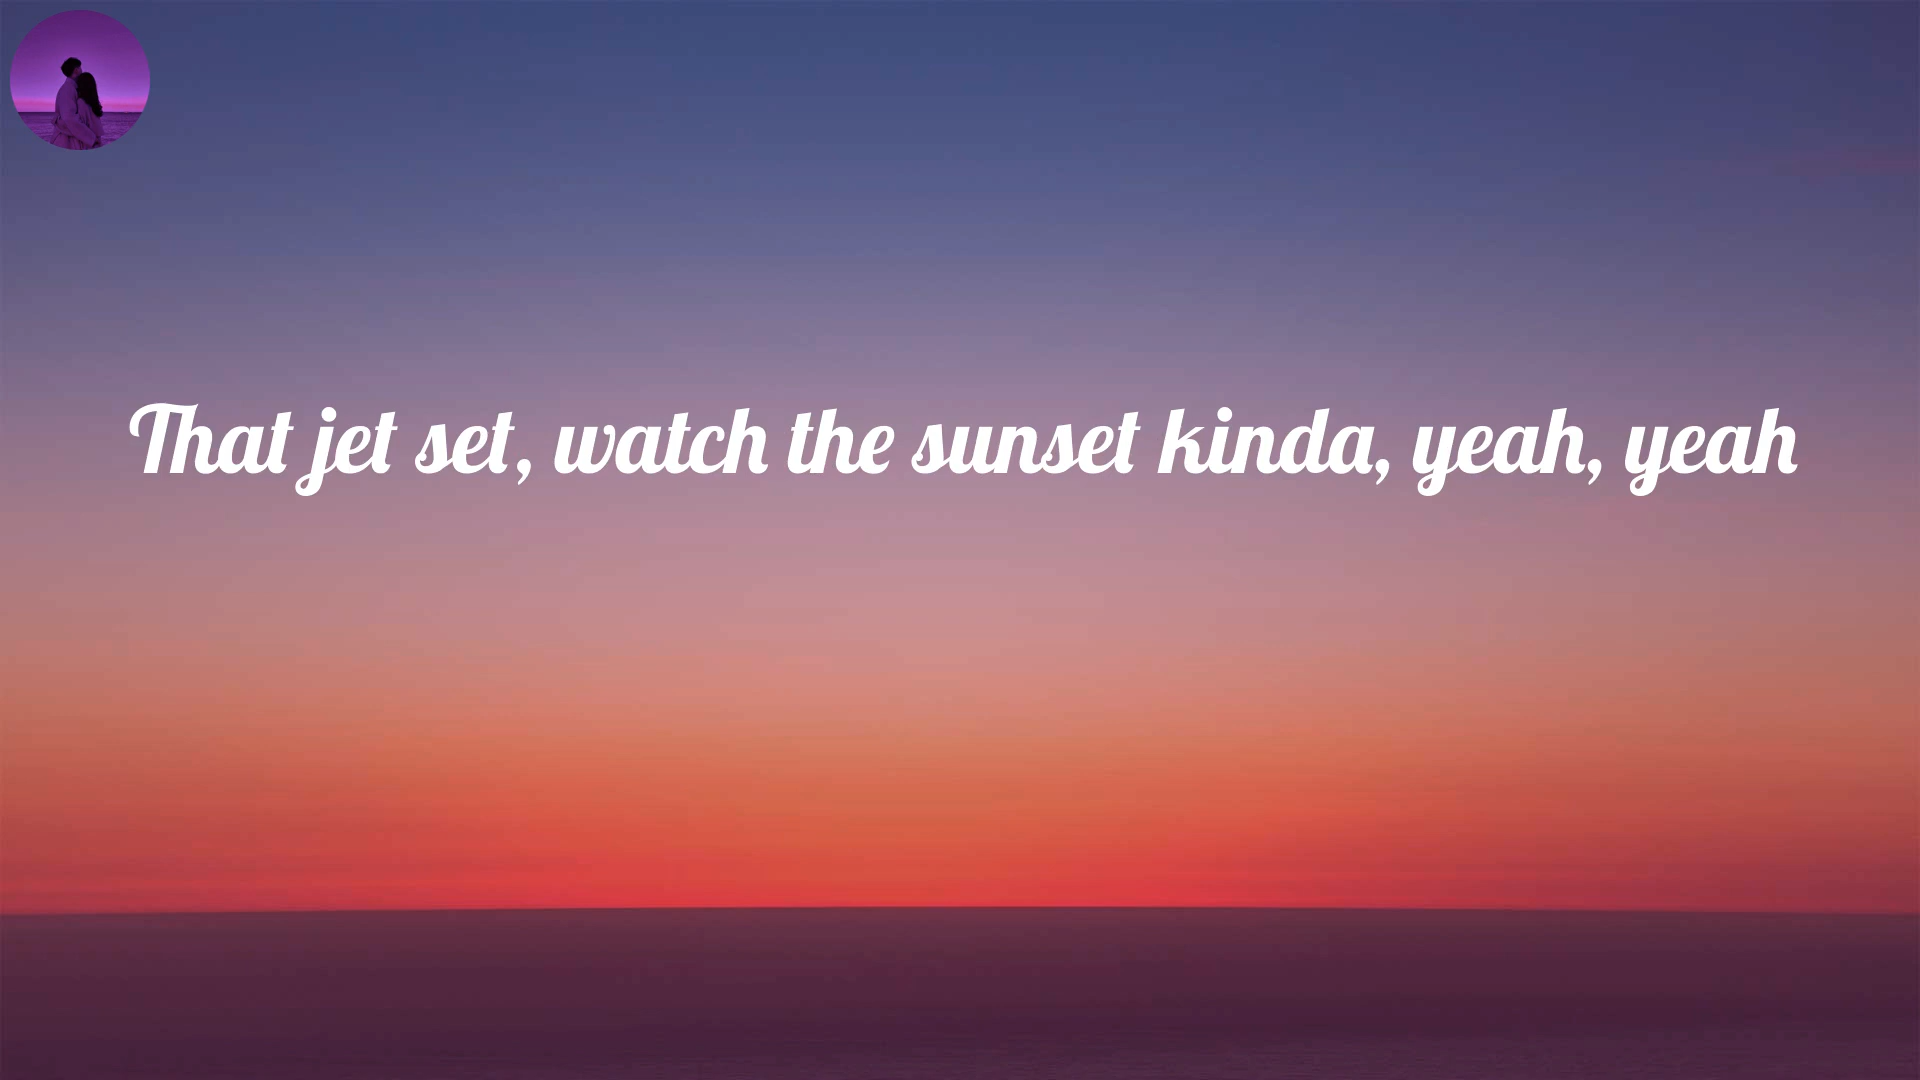 That jet set, watch the sunset kinda, yeah, yeah